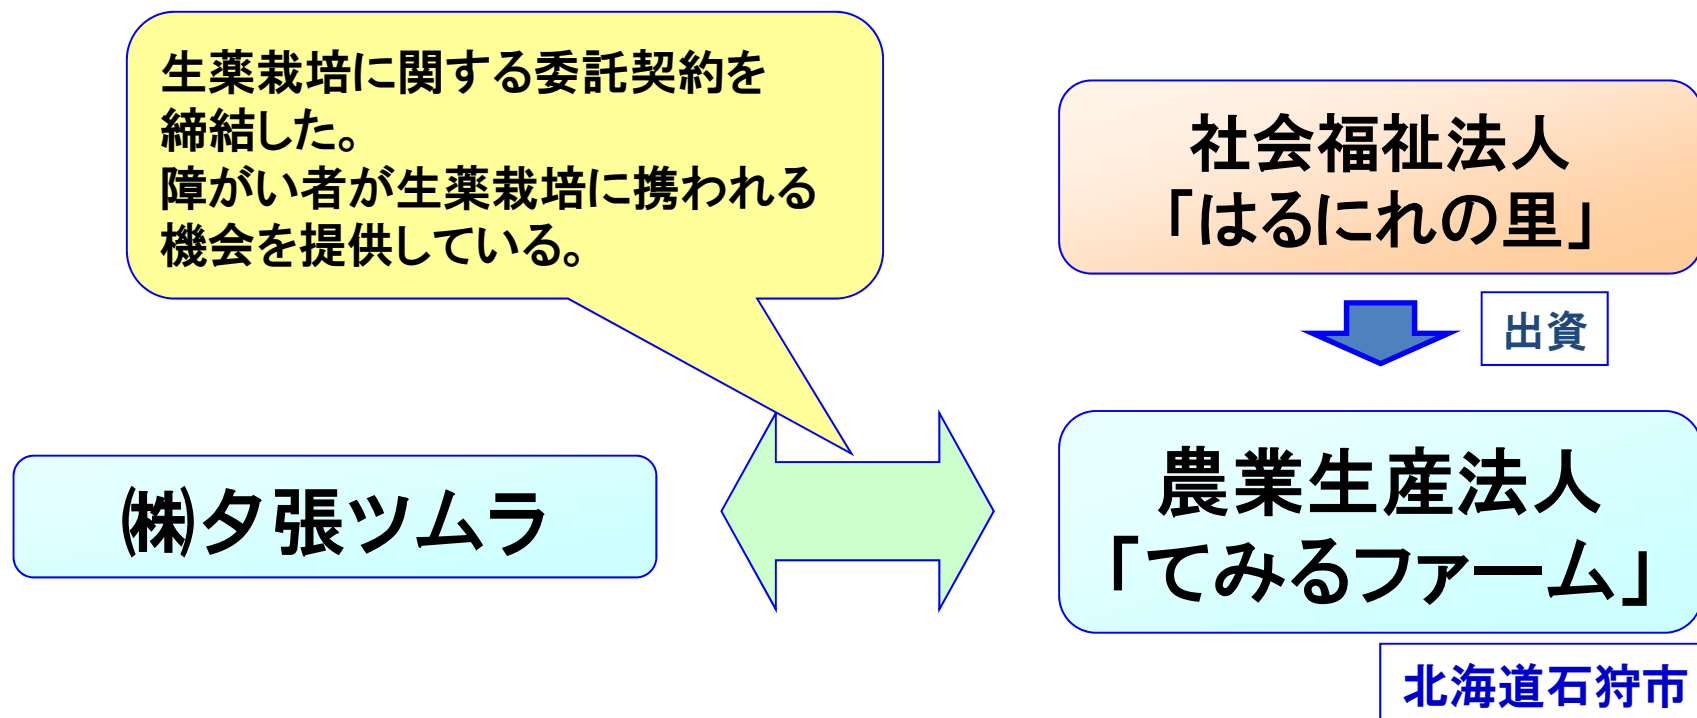 生薬栽培に関する委託契約を
締結した。
障がい者が生薬栽培に携われる
機会を提供している。
社会福祉法人
「はるにれの里」
出資
㈱夕張ツムラ
農業生産法人
「てみるファーム」
北海道石狩市